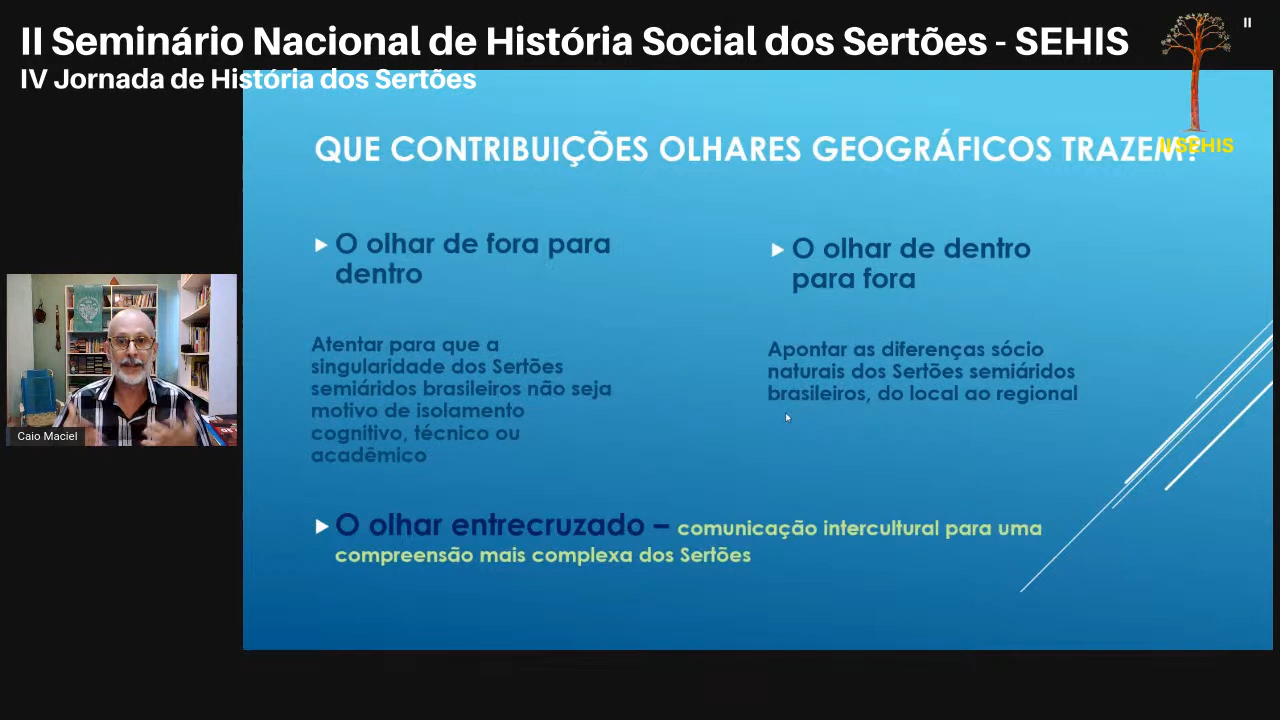 II Seminário Nacional de História Social dos Sertões - SEHIS
IV Jornada de História dos Sertões
II
II SEHIS
QUE CONTRIBUIÇÕES OLHARES GEOGRÁFICOS TRAZEM?
O olhar de fora para
dentro
Atentar para que a
singularidade dos Sertões
semiáridos brasileiros não seja
motivo de isolamento
cognitivo, técnico ou
acadêmico
O olhar de dentro
para fora
Apontar as diferenças sócio
naturais dos Sertões semiáridos
brasileiros, do local ao regional
O olhar entrecruzado – comunicação intercultural para uma
compreensão mais complexa dos Sertões
Caio Maciel